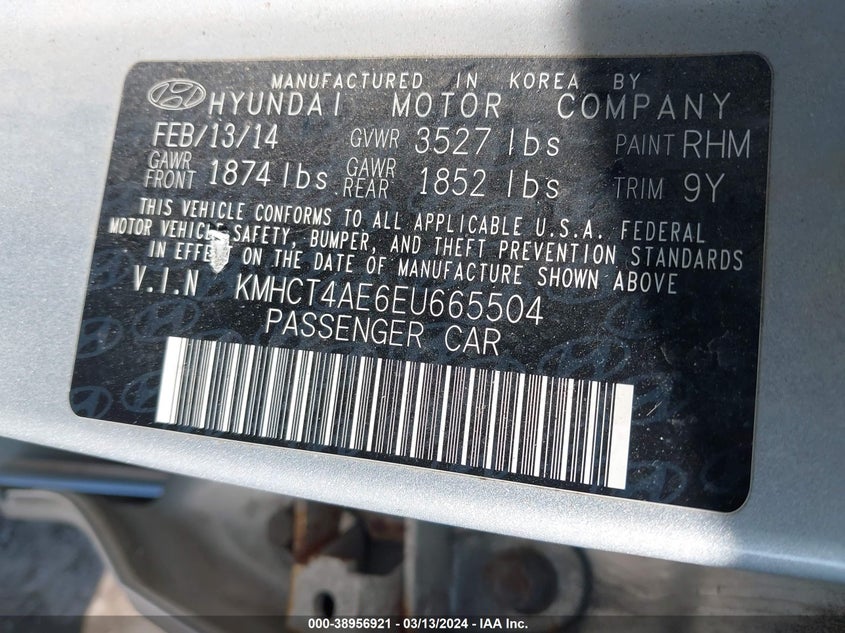 MANUFACTURED IN KOREA BY
HYUNDAI MOTOR COMPANY
FEB/13/14 GVWR 3527 lbs PAINT RHM
GAWR FRONT 1874 lbs GAWR REAR 1852 lbs TRIM 9Y
THIS VEHICLE CONFORMS TO ALL APPLICABLE U.S.A. FEDERAL
MOTOR VEHICLE SAFETY, BUMPER, AND THEFT PREVENTION STANDARDS
IN EFFECT ON THE DATE OF MANUFACTURE SHOWN ABOVE
V.I.N KMHCT4AE6EU665504
PASSENGER CAR
000-38956921 / 03/13/2024 - IAA Inc.